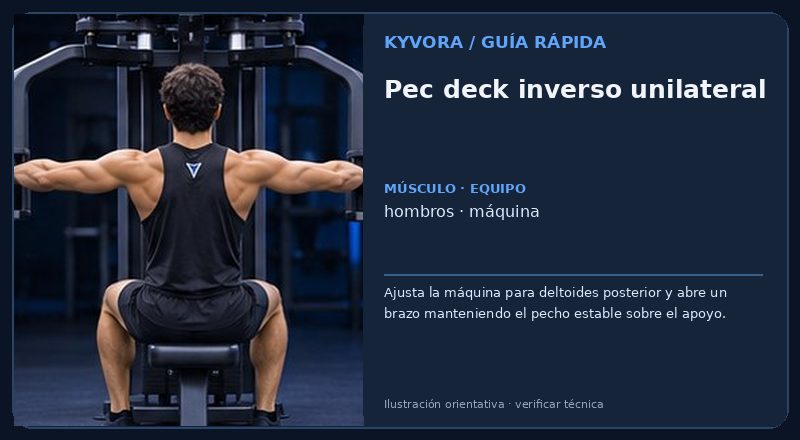 KYVORA / GUÍA RÁPIDA
Pec deck inverso unilateral
MÚSCULO · EQUIPO
hombros · máquina
Ajusta la máquina para deltoides posterior y abre un
brazo manteniendo el pecho estable sobre el apoyo.
Ilustración orientativa · verificar técnica